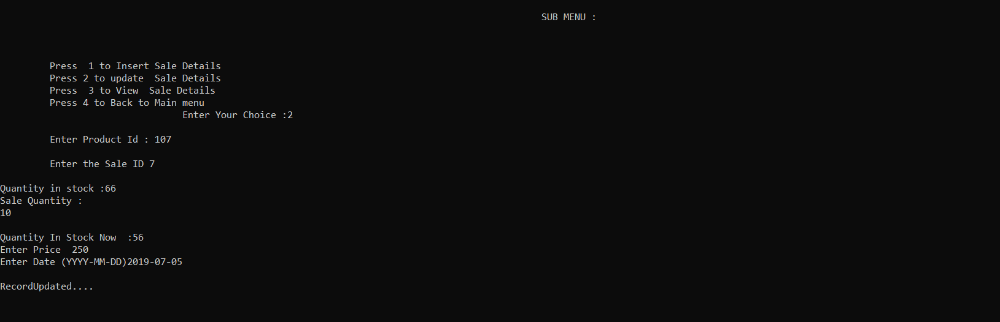 SUB MENU :
Press  1 to Insert Sale Details
Press 2 to update  Sale Details
Press  3 to View  Sale Details
Press 4 to Back to Main menu
Enter Your Choice :2
Enter Product Id : 107
Enter the Sale ID 7
Quantity in stock :66
Sale Quantity :
10
Quantity In Stock Now  :56
Enter Price  250
Enter Date (YYYY-MM-DD)2019-07-05
RecordUpdated....